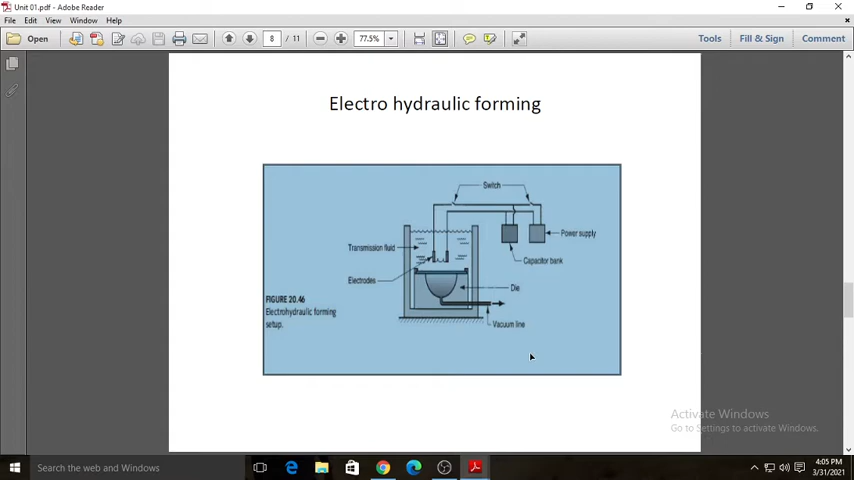 Unit 01.pdf - Adobe Reader
File Edit View Window Help
Open
8 / 11
77.5%
Tools Fill & Sign Comment
Electro hydraulic forming
Switch
Transmission fluid
Power supply
Capacitor bank
Electrodes
Die
FIGURE 20.46
Electrohydraulic forming
setup.
Vacuum line
Activate Windows
Go to Settings to activate Windows.
Search the web and Windows
4:05 PM
3/31/2021